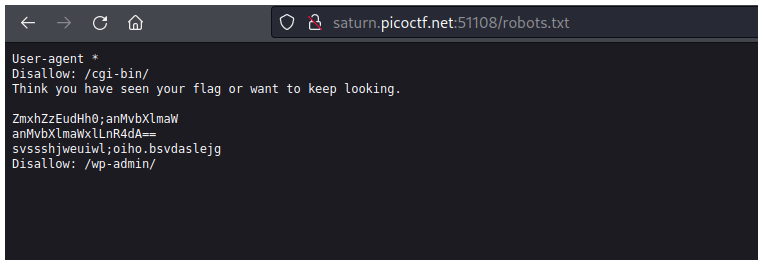 saturn.picoctf.net:51108/robots.txt
User-agent *
Disallow: /cgi-bin/
Think you have seen your flag or want to keep looking.
ZmxhZzEudHh0;anMvbXlmaW
anMvbXlmaWxlLnR4dA==
svssshjweuiwl;oiho.bsvdaslejg
Disallow: /wp-admin/